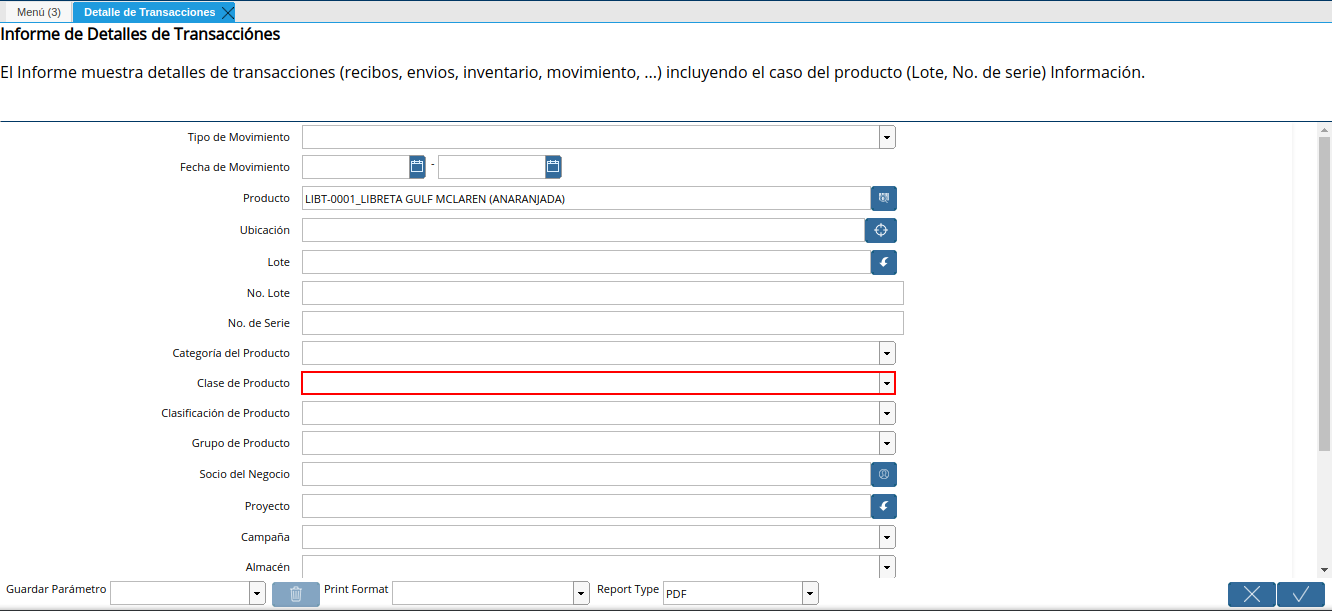 Menú (3) Detalle de Transacciones
Informe de Detalles de Transacciónes
El Informe muestra detalles de transacciones (recibos, envios, inventario, movimiento, ...) incluyendo el caso del producto (Lote, No. de serie) Información.
Tipo de Movimiento
Fecha de Movimiento -
Producto LIBT-0001_LIBRETA GULF MCLAREN (ANARANJADA)
Ubicación
Lote
No. Lote
No. de Serie
Categoría del Producto
Clase de Producto
Clasificación de Producto
Grupo de Producto
Socio del Negocio
Proyecto
Campaña
Almacén
Guardar Parámetro Print Format Report Type PDF